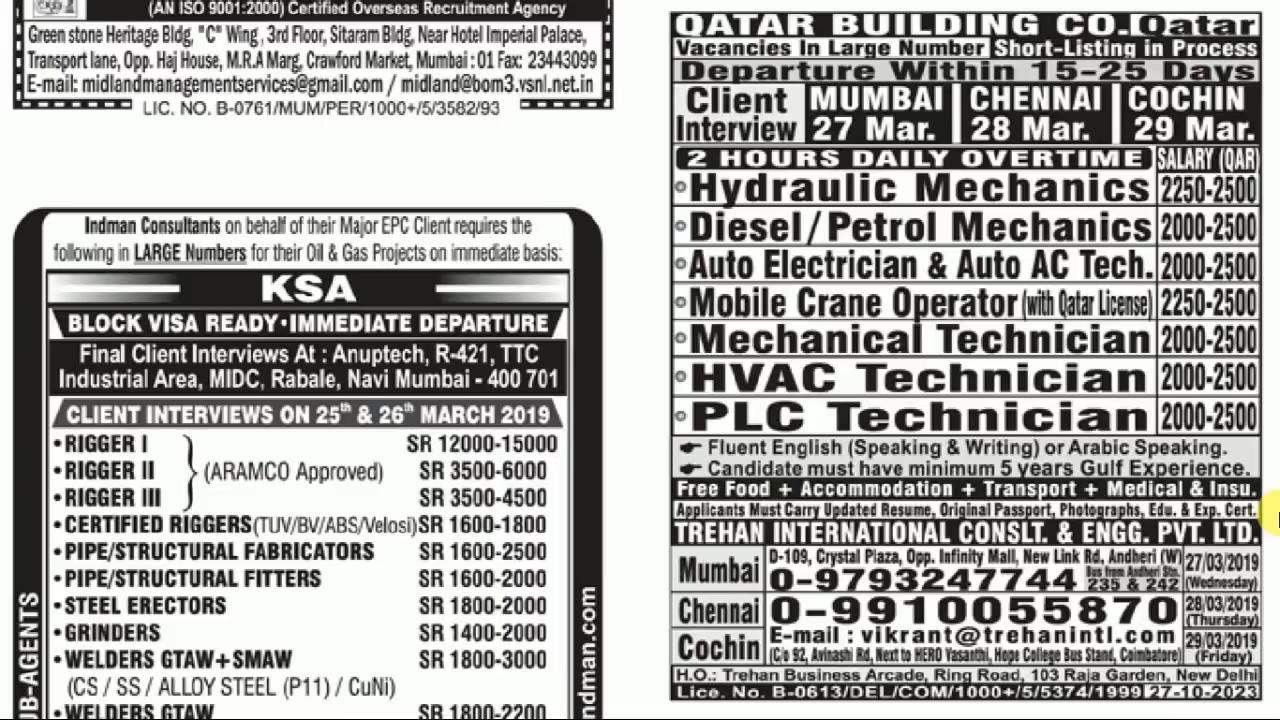 (AN ISO 9001:2000) Certified Overseas Recruitment Agency
Green stone Heritage Bldg, "C" Wing , 3rd Floor, Sitaram Bldg, Near Hotel Imperial Palace,
Transport lane, Opp. Haj House, M.R.A Marg, Crawford Market, Mumbai : 01 Fax: 23443099
E-mail: midlandmanagementservices@gmail.com / midland@bom3.vsnl.net.in
LIC. NO. B-0761/MUM/PER/1000+/5/3582/93
Indman Consultants on behalf of their Major EPC Client requires the
following in LARGE Numbers for their Oil & Gas Projects on immediate basis:
KSA
BLOCK VISA READY•IMMEDIATE DEPARTURE
Final Client Interviews At : Anuptech, R-421, TTC
Industrial Area, MIDC, Rabale, Navi Mumbai - 400 701
CLIENT INTERVIEWS ON 25th & 26th MARCH 2019
• RIGGER I SR 12000-15000
• RIGGER II (ARAMCO Approved) SR 3500-6000
• RIGGER III SR 3500-4500
• CERTIFIED RIGGERS(TUV/BV/ABS/Velosi) SR 1600-1800
• PIPE/STRUCTURAL FABRICATORS SR 1600-2500
• PIPE/STRUCTURAL FITTERS SR 1600-2000
• STEEL ERECTORS SR 1800-2000
• GRINDERS SR 1400-2000
• WELDERS GTAW+SMAW SR 1800-3000
(CS / SS / ALLOY STEEL (P11) / CuNi)
• WELDERS GTAW SR 1800-2200
UB-AGENTS
ndman.com
QATAR BUILDING CO.Qatar
Vacancies In Large Number Short-Listing in Process
Departure Within 15-25 Days
Client Interview
MUMBAI 27 Mar.
CHENNAI 28 Mar.
COCHIN 29 Mar.
2 HOURS DAILY OVERTIME SALARY (QAR)
Hydraulic Mechanics 2250-2500
Diesel/Petrol Mechanics 2000-2500
Auto Electrician & Auto AC Tech. 2000-2500
Mobile Crane Operator (with Qatar License) 2250-2500
Mechanical Technician 2000-2500
HVAC Technician 2000-2500
PLC Technician 2000-2500
☛ Fluent English (Speaking & Writing) or Arabic Speaking.
☛ Candidate must have minimum 5 years Gulf Experience.
Free Food + Accommodation + Transport + Medical & Insu.
Applicants Must Carry Updated Resume, Original Passport, Photographs, Edu. & Exp. Cert.
TREHAN INTERNATIONAL CONSLT. & ENGG. PVT. LTD.
Mumbai D-109, Crystal Plaza, Opp. Infinity Mall, New Link Rd, Andheri (W)
0-9793247744 Bus from Andheri Stn. 235 & 242
27/03/2019 (Wednesday)
Chennai 0-9910055870 28/03/2019 (Thursday)
Cochin E-mail : vikrant@trehanintl.com
(C/o 92, Avinashi Rd, Next to HERO Vasanthi, Hope College Bus Stand, Coimbatore)
29/03/2019 (Friday)
H.O.: Trehan Business Arcade, Ring Road, 103 Raja Garden, New Delhi
Lice. No. B-0613/DEL/COM/1000+/5/5374/1999 27-10-2023